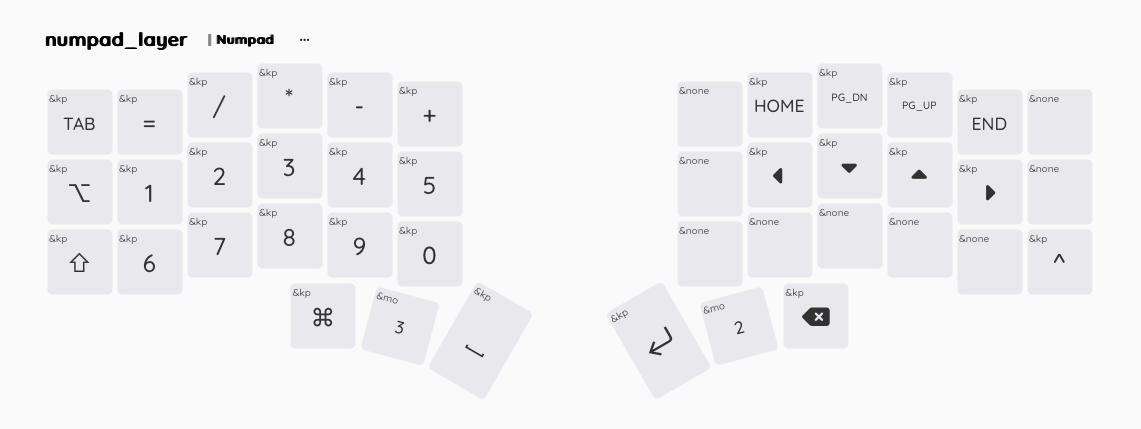 numpad_layer | Numpad ...
&kp TAB &kp = &kp / &kp * &kp - &kp + &none &kp HOME &kp PG_DN &kp PG_UP &kp END &none
&kp ⌥ &kp 1 &kp 2 &kp 3 &kp 4 &kp 5 &none &kp ◀ &kp ▼ &kp ▲ &kp ▶ &none
&kp ⇧ &kp 6 &kp 7 &kp 8 &kp 9 &kp 0 &none &none &none &none &none &kp ^
&kp ⌘ &mo 3 &kp ⎵ &kp ↵ &mo 2 &kp ⌫